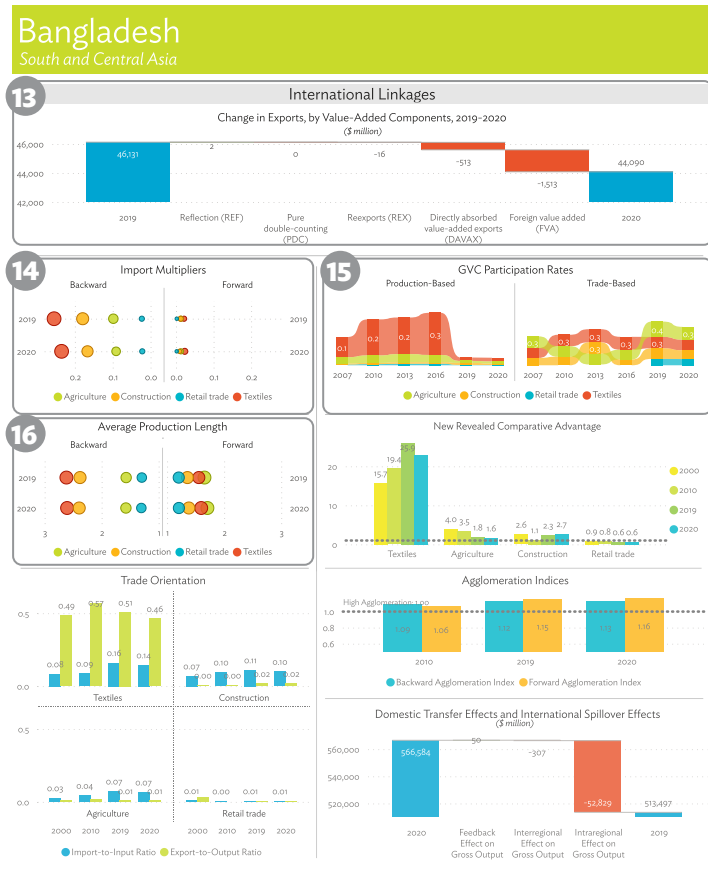 Bangladesh
South and Central Asia
13
International Linkages
Change in Exports, by Value-Added Components, 2019-2020
($ million)
46,000
44,000
42,000
46,131
2
0
-16
-513
-1,513
44,090
2019
Reflection (REF)
Pure
double-counting
(PDC)
Reexports (REX)
Directly absorbed
value-added exports
(DAVAX)
Foreign value added
(FVA)
2020
14
Import Multipliers
Backward
Forward
2019
2019
2020
2020
0.2
0.1
0.0
0.0
0.1
0.2
Agriculture
Construction
Retail trade
Textiles
15
GVC Participation Rates
Production-Based
Trade-Based
0.1
0.2
0.2
0.3
0.3
0.3
0.3
0.3
0.3
0.4
0.3
0.3
0.3
2007
2010
2013
2016
2019
2020
2007
2010
2013
2016
2019
2020
Agriculture
Construction
Retail trade
Textiles
16
Average Production Length
Backward
Forward
2019
2019
2020
2020
3
2
1
1
2
3
Agriculture
Construction
Retail trade
Textiles
New Revealed Comparative Advantage
20
10
0
15.7
19.4
25.9
4.0
3.5
1.8
1.6
2.6
1.1
2.3
2.7
0.9
0.8
0.6
0.6
Textiles
Agriculture
Construction
Retail trade
2000
2010
2019
2020
Trade Orientation
0.5
0.0
0.08
0.49
0.09
0.57
0.16
0.51
0.14
0.46
Textiles
0.07
0.00
0.10
0.00
0.11
0.02
0.10
0.02
Construction
0.5
0.0
0.03
0.04
0.07
0.01
0.07
0.01
Agriculture
0.01
0.00
0.01
0.01
Retail trade
2000
2010
2019
2020
2000
2010
2019
2020
Import-to-Input Ratio
Export-to-Output Ratio
Agglomeration Indices
High Agglomeration: 1.00
1.0
0.8
0.6
1.09
1.06
1.12
1.15
1.13
1.16
2010
2019
2020
Backward Agglomeration Index
Forward Agglomeration Index
Domestic Transfer Effects and International Spillover Effects
($ million)
560,000
540,000
520,000
566,584
50
-307
-52,829
513,497
2020
Feedback
Effect on
Gross Output
Interregional
Effect on
Gross Output
Intraregional
Effect on
Gross Output
2019